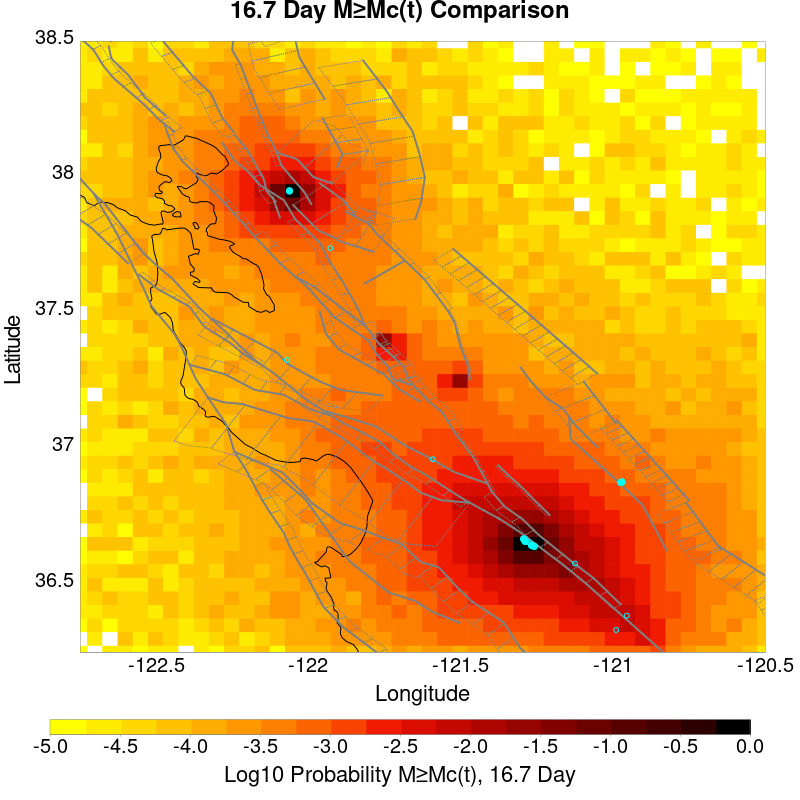 16.7 Day M≥Mc(t) Comparison
38.5
38
37.5
37
36.5
Latitude
-122.5 -122 -121.5 -121 -120.5
Longitude
-5.0 -4.5 -4.0 -3.5 -3.0 -2.5 -2.0 -1.5 -1.0 -0.5 0.0
Log10 Probability M≥Mc(t), 16.7 Day